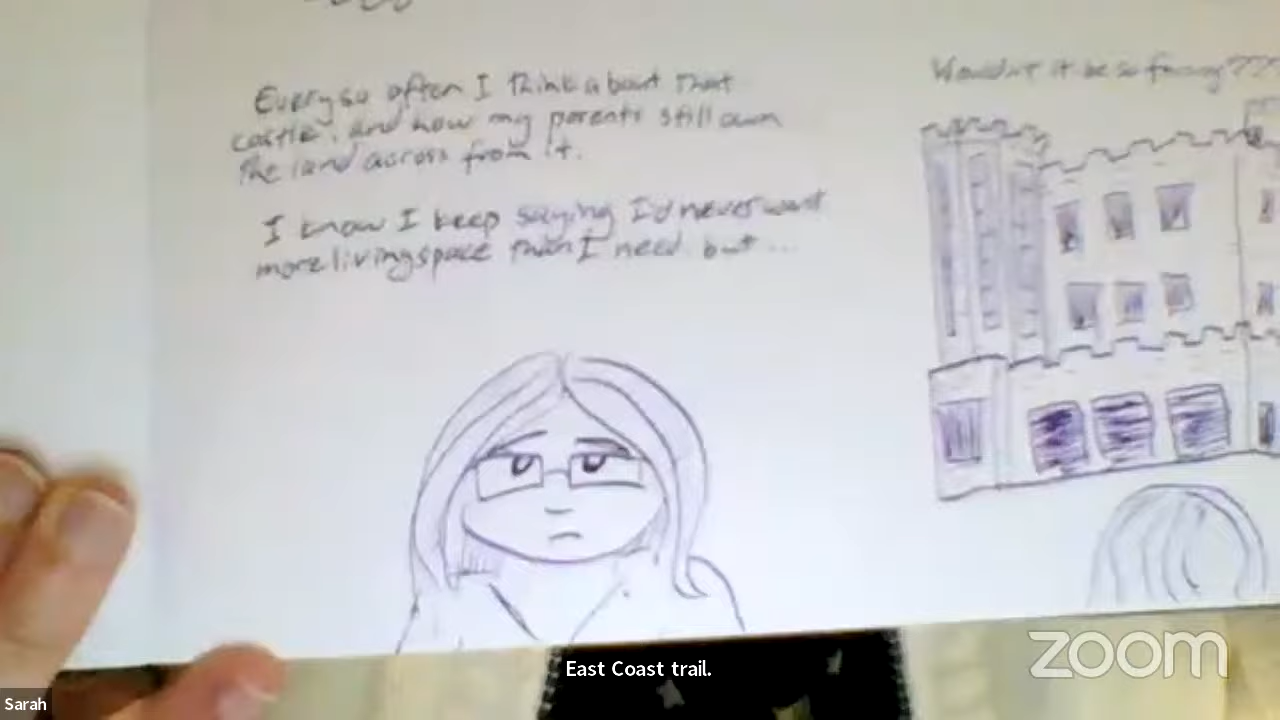 Every so often I think about that
castle, and how my parents still own
the land across from it.
I know I keep saying I'd never want
more living space than I need. but...
Wouldn't it be so funny???
East Coast trail.
zoom
Sarah